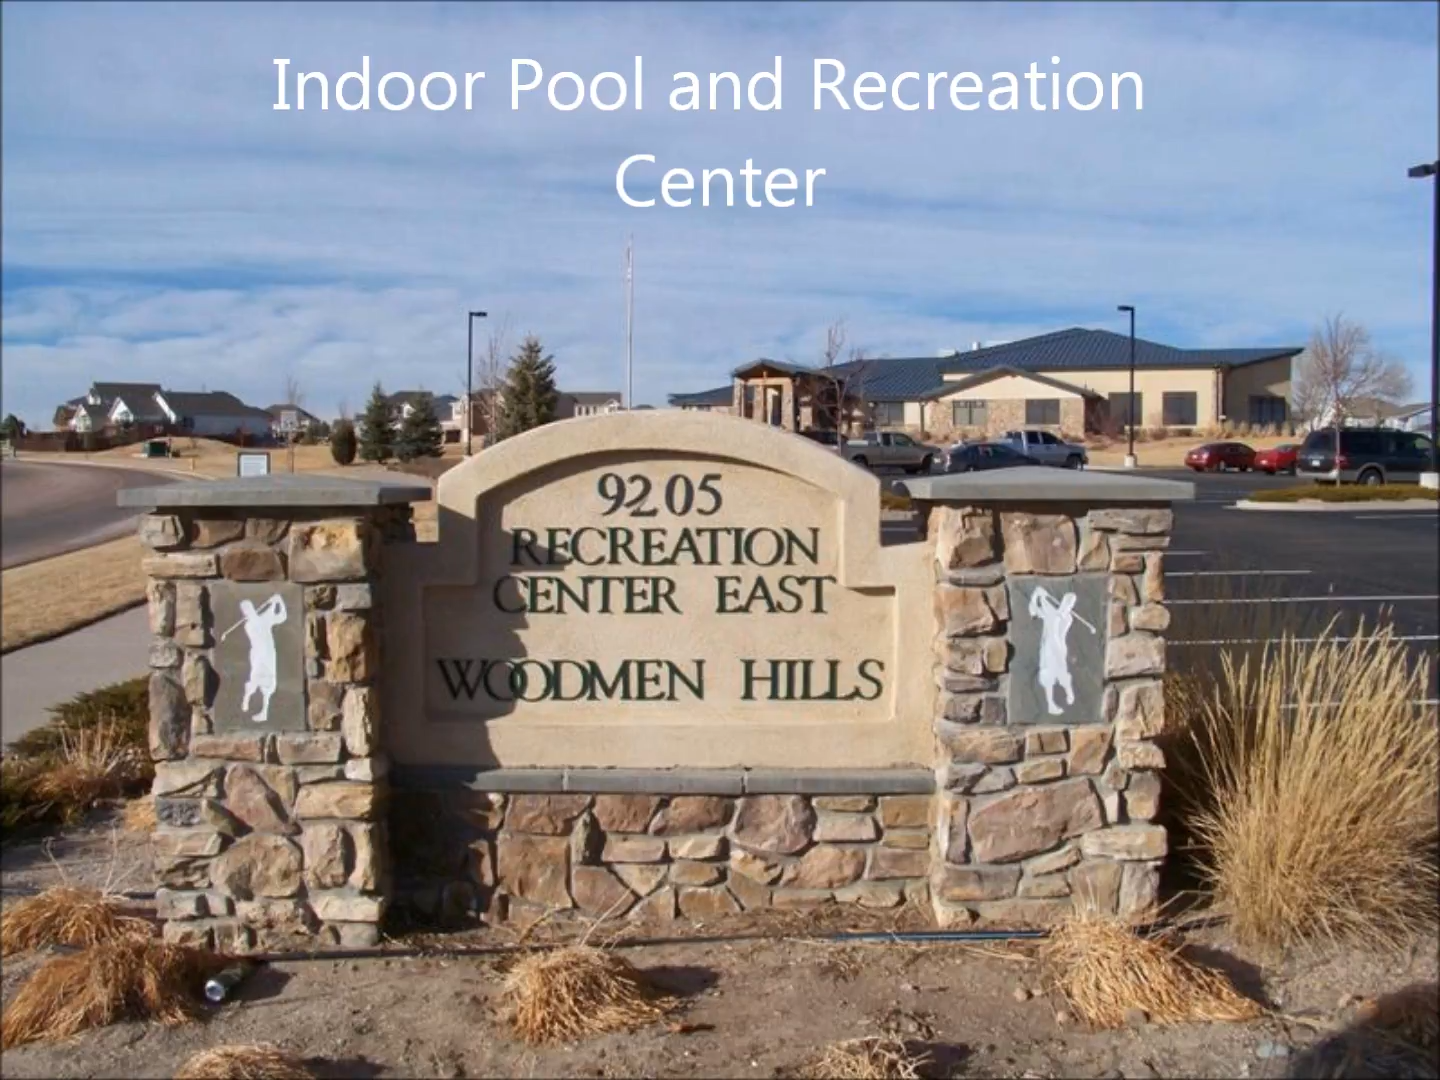 Indoor Pool and Recreation
Center
9205
RECREATION
CENTER EAST
WOODMEN HILLS